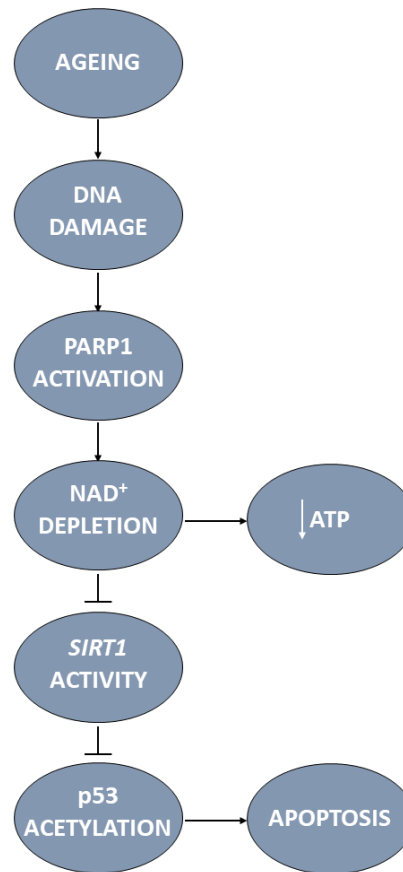 AGEING
DNA
DAMAGE
PARP1
ACTIVATION
NAD⁺
DEPLETION
↓ATP
SIRT1
ACTIVITY
p53
ACETYLATION
APOPTOSIS